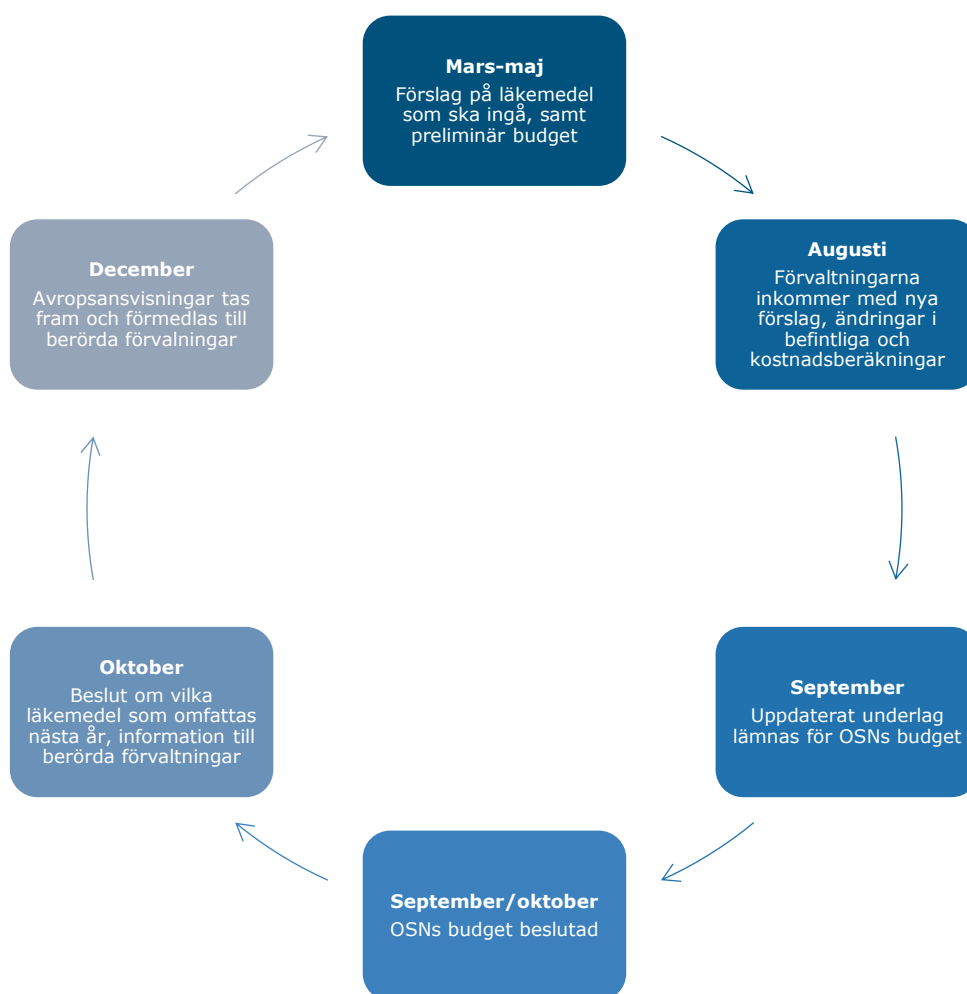 Mars-maj
Förslag på läkemedel
som ska ingå, samt
preliminär budget
Augusti
Förvaltningarna
inkommer med nya
förslag, ändringar i
befintliga och
kostnadsberäkningar
September
Uppdaterat underlag
lämnas för OSNs budget
September/oktober
OSNs budget beslutad
Oktober
Beslut om vilka
läkemedel som omfattas
nästa år, information till
berörda förvaltningar
December
Avropsansvisningar tas
fram och förmedlas till
berörda förvalningar